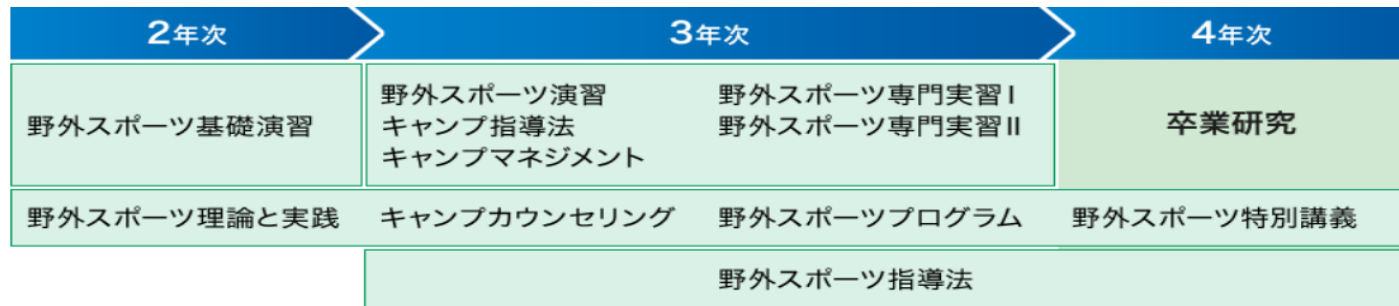 2年次
3年次
4年次
野外スポーツ基礎演習
野外スポーツ演習
キャンプ指導法
キャンプマネジメント
野外スポーツ専門実習I
野外スポーツ専門実習II
卒業研究
野外スポーツ理論と実践
キャンプカウンセリング
野外スポーツプログラム
野外スポーツ特別講義
野外スポーツ指導法